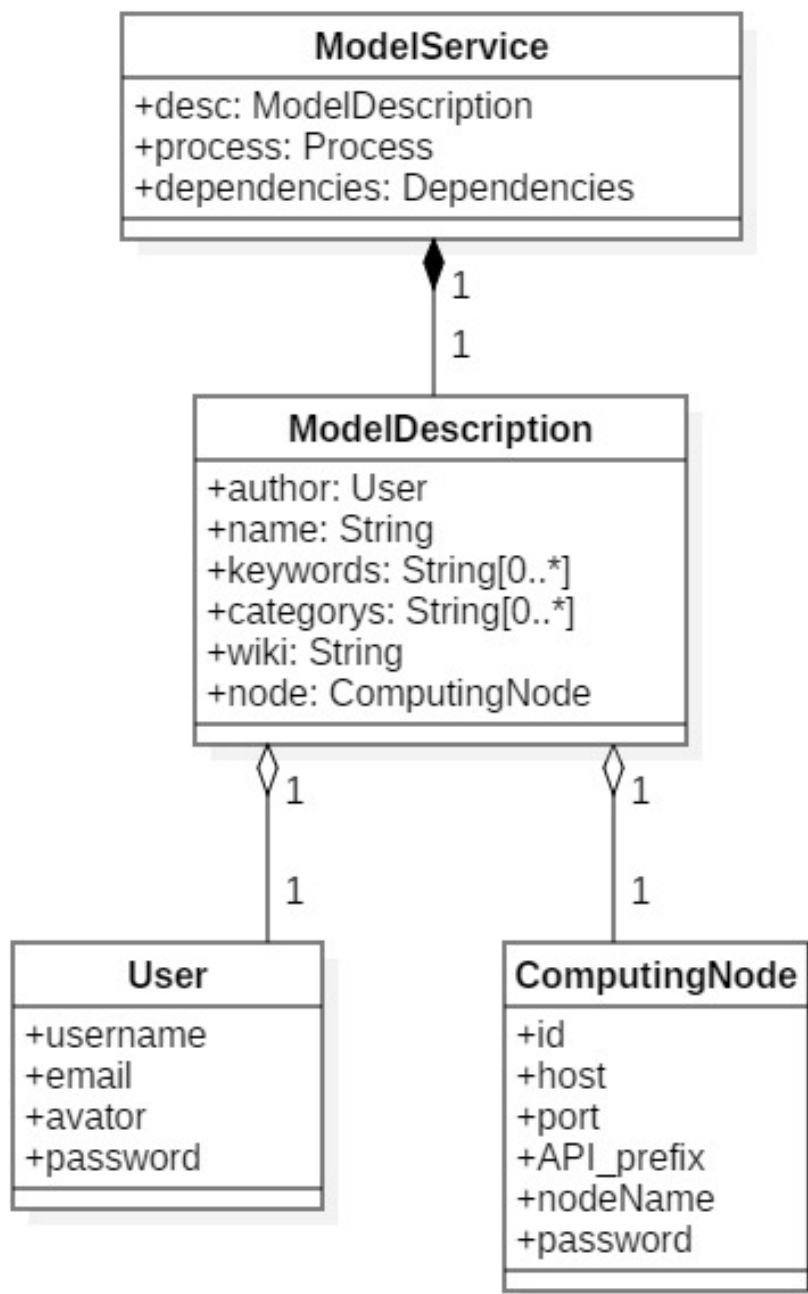 ModelService
+desc: ModelDescription
+process: Process
+dependencies: Dependencies
1
1
ModelDescription
+author: User
+name: String
+keywords: String[0..*]
+categorys: String[0..*]
+wiki: String
+node: ComputingNode
1
1
1
1
User
+username
+email
+avator
+password
ComputingNode
+id
+host
+port
+API_prefix
+nodeName
+password